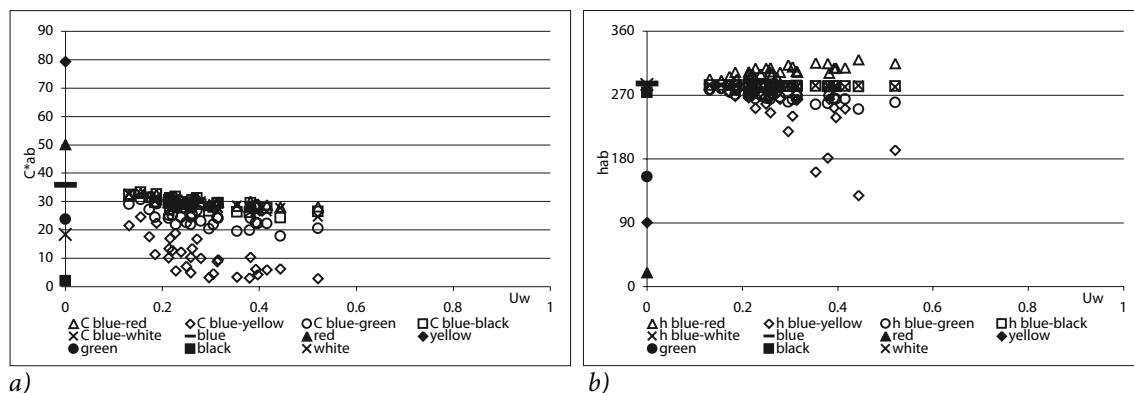 90
80
70
60
50
40
30
20
10
0
C*ab
0 0.2 0.4 0.6 0.8 1
Uw
C blue-red C blue-yellow C blue-green C blue-black
C blue-white blue red yellow
green black white
a)
360
270
180
90
0
hab
0 0.2 0.4 0.6 0.8 1
Uw
h blue-red h blue-yellow h blue-green h blue-black
h blue-white blue red yellow
green black white
b)